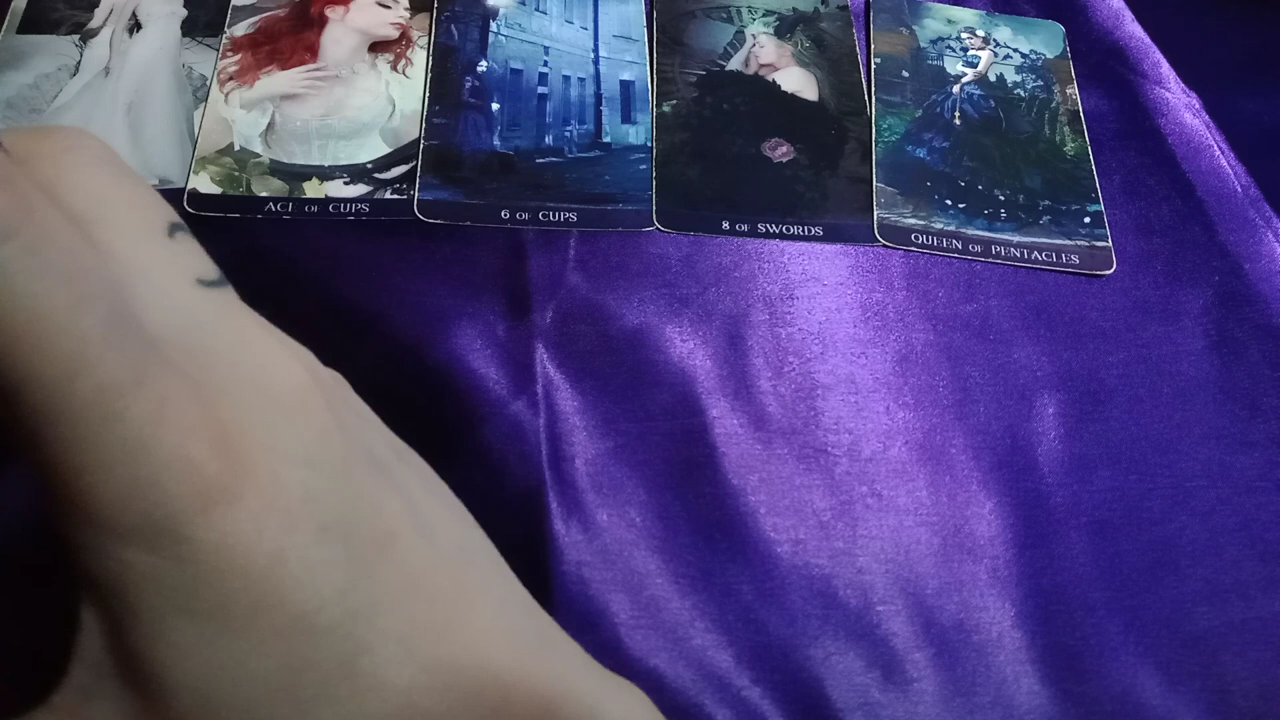 ACE OF CUPS
6 OF CUPS
8 OF SWORDS
QUEEN OF PENTACLES